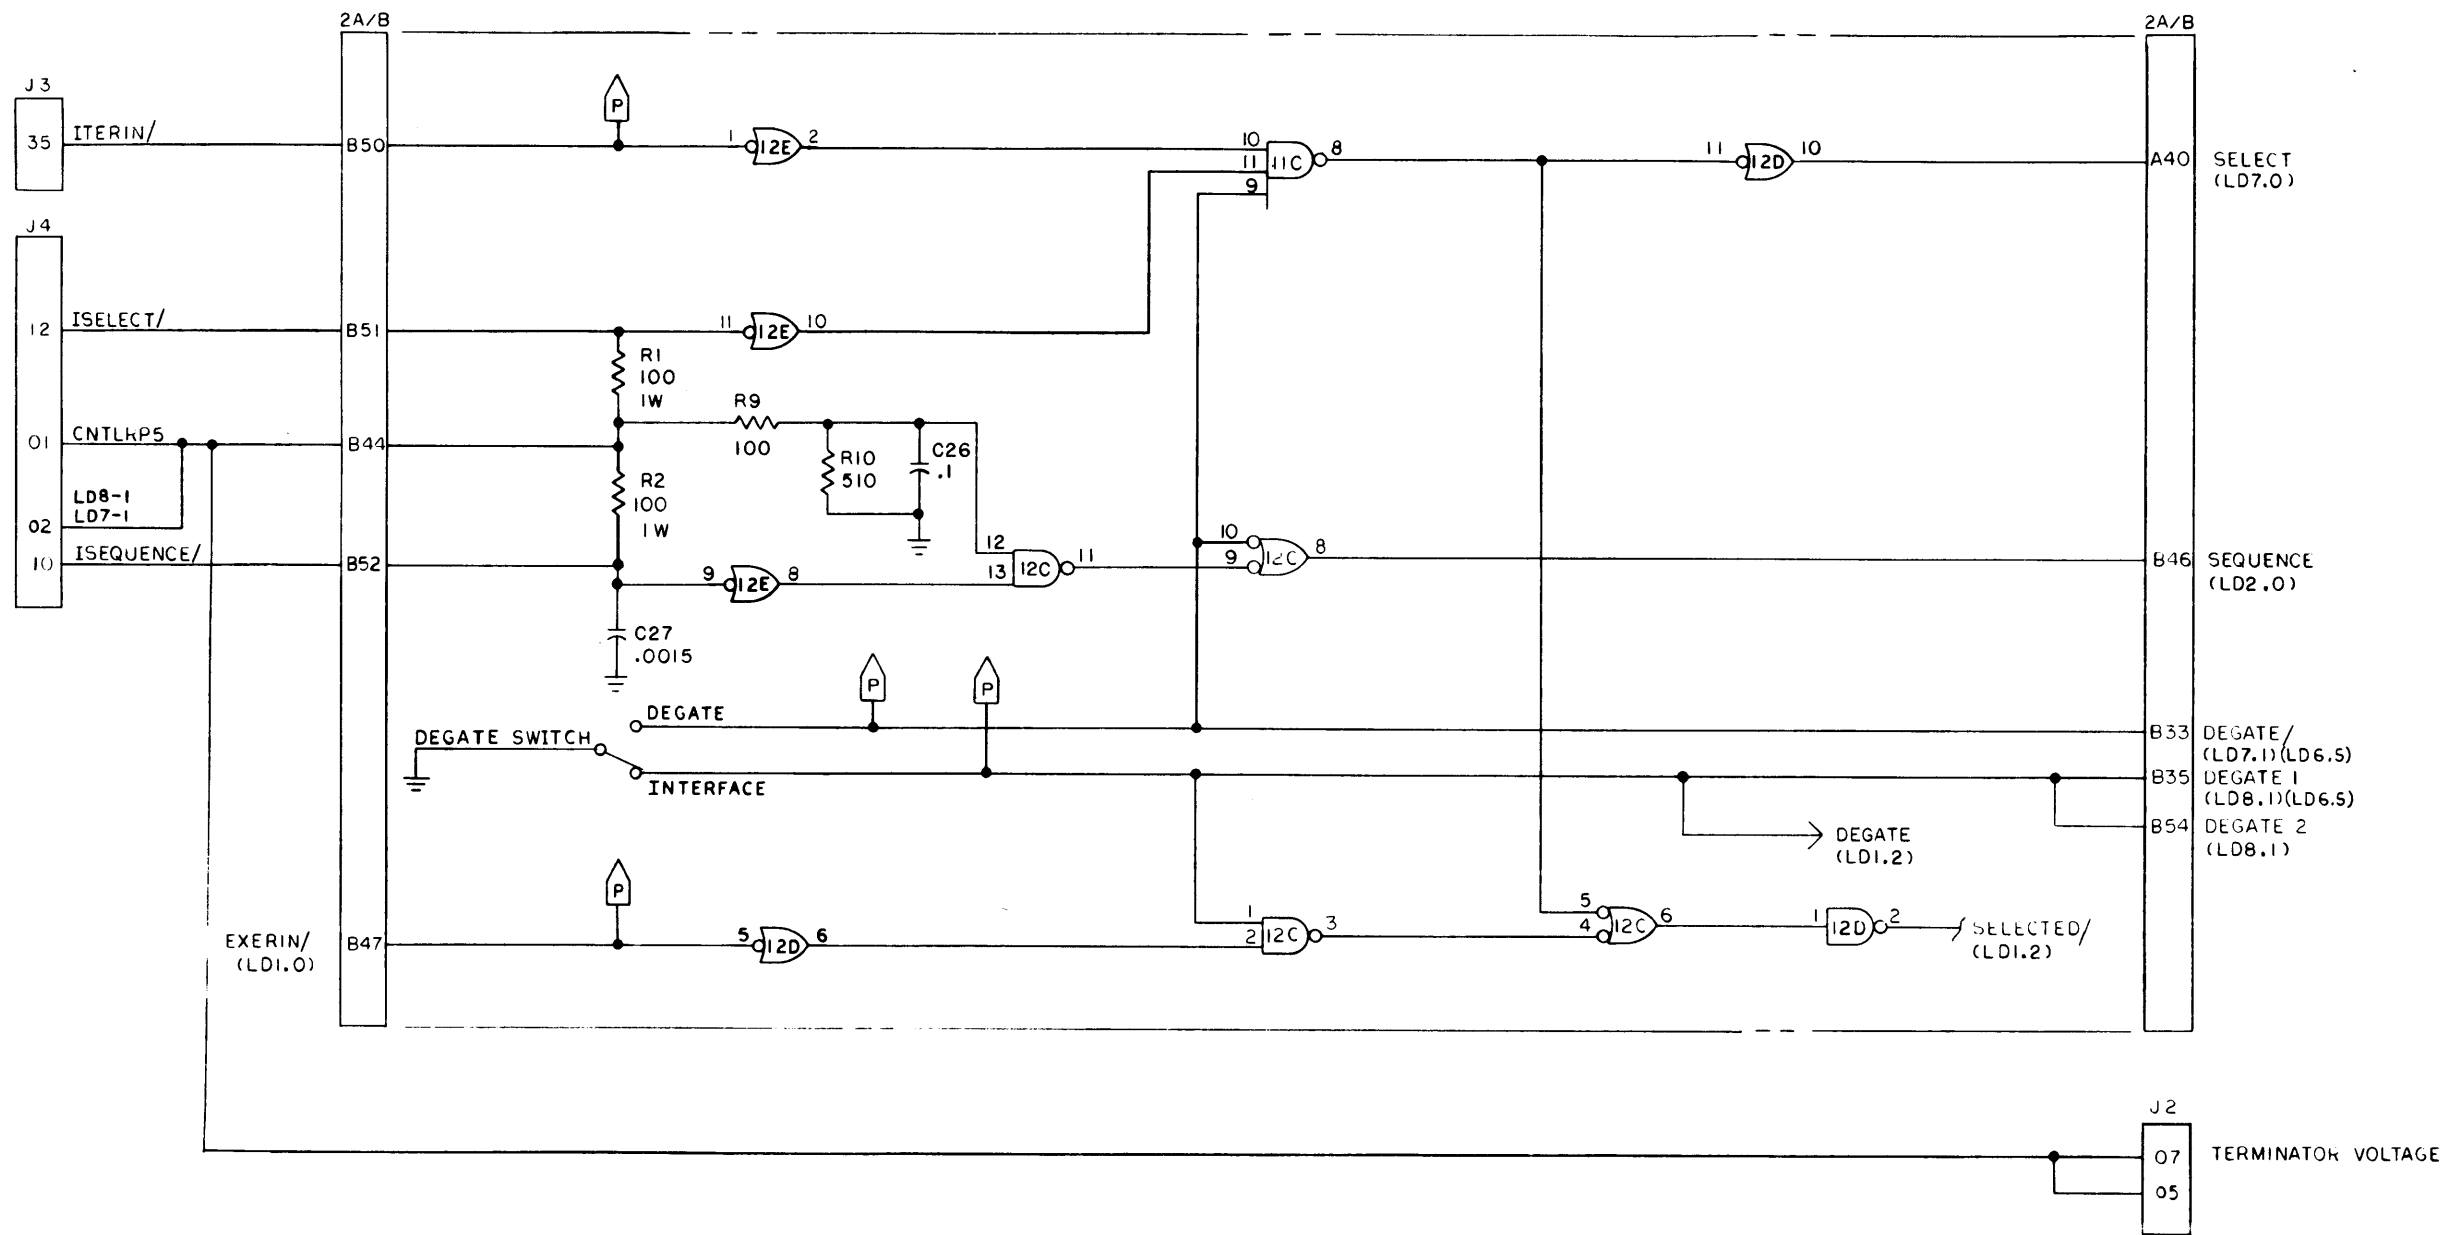 2A/B
2A/B
J3
35
ITERIN/
B50
P
1
12E
2
10
11
9
11C
8
11
12D
10
A40
SELECT
(LD7.0)
J4
12
ISELECT/
B51
11
12E
10
R1
100
1W
R9
100
01
CNTLRP5
B44
R10
510
C26
.1
R2
100
1W
LD8-1
LD7-1
02
10
ISEQUENCE/
B52
9
12E
8
12
13
12C
11
10
9
12C
8
B46
SEQUENCE
(LD2.0)
C27
.0015
P
P
DEGATE
DEGATE SWITCH
INTERFACE
B33
DEGATE/
(LD7.1)(LD6.5)
B35
DEGATE 1
(LD8.1)(LD6.5)
B54
DEGATE 2
(LD8.1)
DEGATE
(LD1.2)
P
EXERIN/
(LD1.0)
B47
5
12D
6
1
2
12C
3
5
4
12C
6
1
12D
2
SELECTED/
(LD1.2)
J2
07
TERMINATOR VOLTAGE
05